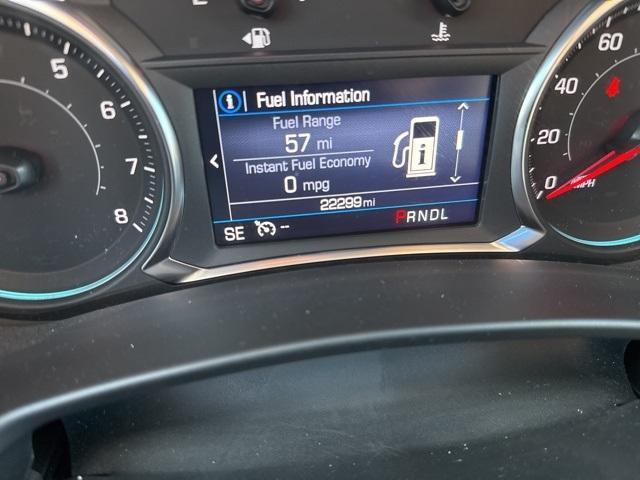 Fuel Information
Fuel Range
57 mi
Instant Fuel Economy
0 mpg
22299 mi
SE -- PRNDL
5
6
7
8
60
40
20
0
MPH